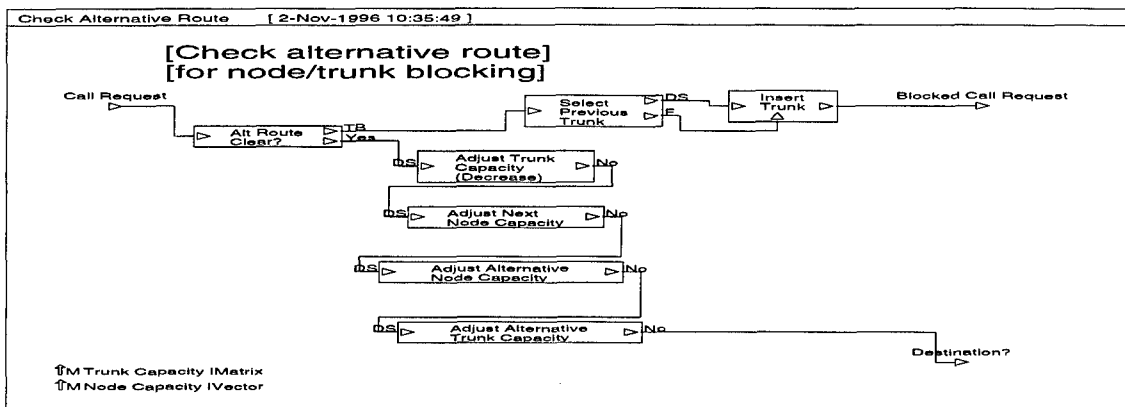 Check Alternative Route [ 2-Nov-1996 10:35:49 ]
[Check alternative route]
[for node/trunk blocking]
Call Request
Alt Route
Clear?
TB
Yes
Select
Previous
Trunk
DS
F
Insert
Trunk
Blocked Call Request
DS
Adjust Trunk
Capacity
(Decrease)
No
DS
Adjust Next
Node Capacity
No
DS
Adjust Alternative
Node Capacity
No
DS
Adjust Alternative
Trunk Capacity
No
Destination?
⇧M Trunk Capacity IMatrix
⇧M Node Capacity IVector